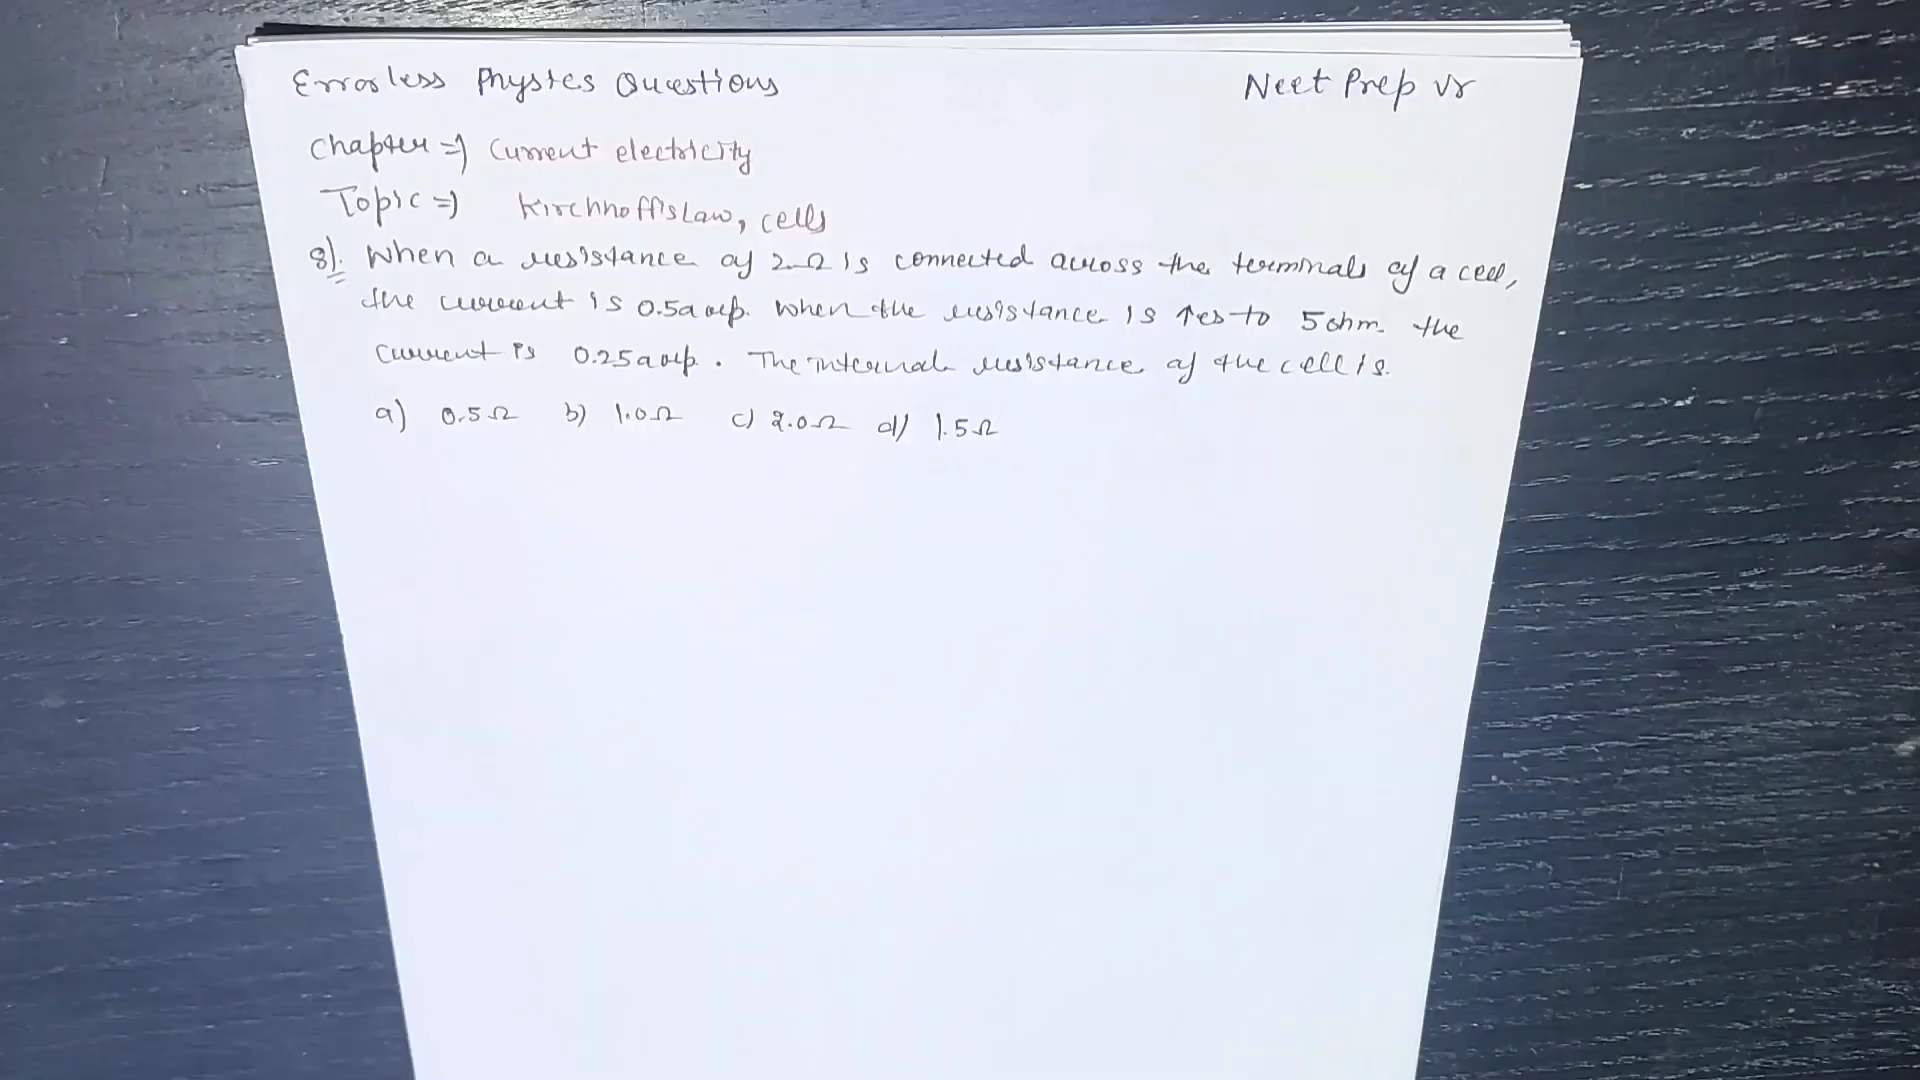 Errorless Physics Questions
Neet Prep vr
Chapter => Current electricity
Topic => Kirchhoff's Law, cells
8). When a resistance of 2Ω is connected across the terminals of a cell,
the current is 0.5 amp. When the resistance is ↑es to 5 ohm. the
current is 0.25 amp. The internal resistance of the cell is.
a) 0.5Ω b) 1.0Ω c) 2.0Ω d) 1.5Ω